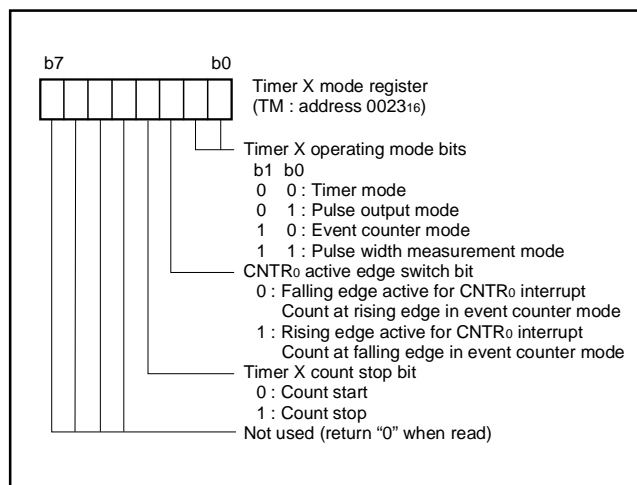 b7 b0
Timer X mode register
(TM : address 0023₁₆)
Timer X operating mode bits
b1 b0
0 0 : Timer mode
0 1 : Pulse output mode
1 0 : Event counter mode
1 1 : Pulse width measurement mode
CNTR₀ active edge switch bit
0 : Falling edge active for CNTR₀ interrupt
Count at rising edge in event counter mode
1 : Rising edge active for CNTR₀ interrupt
Count at falling edge in event counter mode
Timer X count stop bit
0 : Count start
1 : Count stop
Not used (return “0” when read)